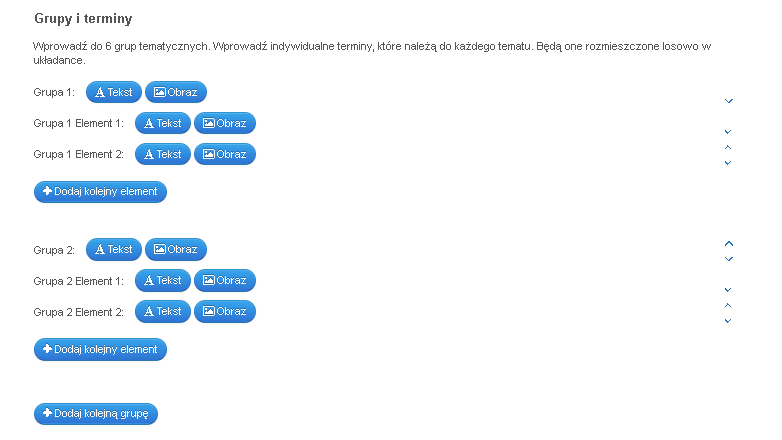 Grupy i terminy
Wprowadź do 6 grup tematycznych. Wprowadź indywidualne terminy, które należą do każdego tematu. Będą one rozmieszczone losowo w
układance.
Grupa 1: Tekst Obraz
Grupa 1 Element 1: Tekst Obraz
Grupa 1 Element 2: Tekst Obraz
Dodaj kolejny element
Grupa 2: Tekst Obraz
Grupa 2 Element 1: Tekst Obraz
Grupa 2 Element 2: Tekst Obraz
Dodaj kolejny element
Dodaj kolejną grupę